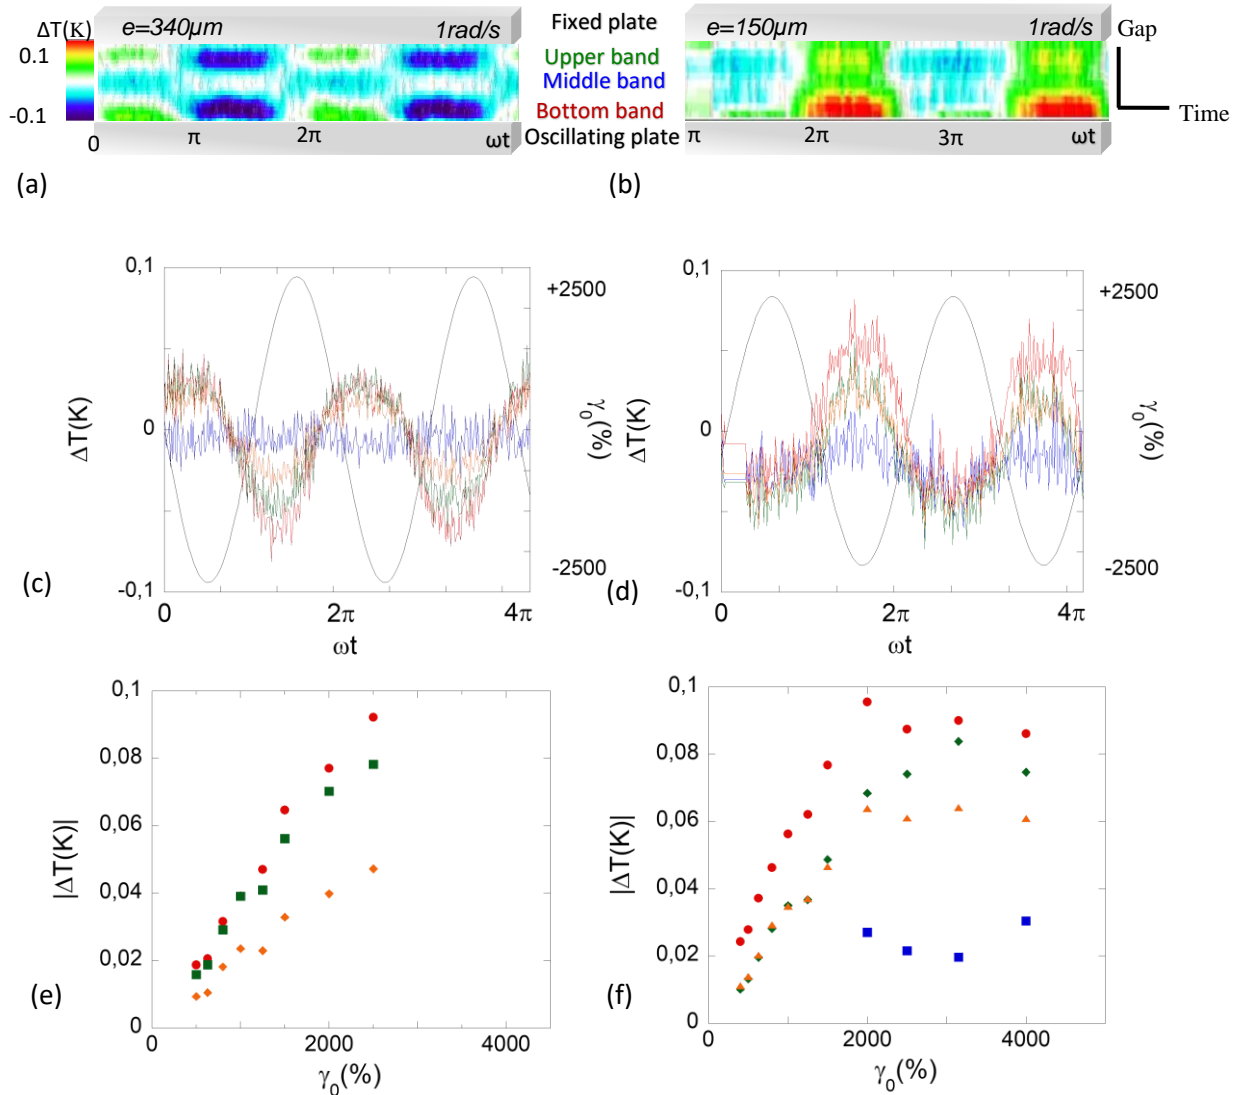 ΔT(K)
0.1
-0.1
e=340µm
1rad/s
0
π
2π
ωt
(a)
Fixed plate
Upper band
Middle band
Bottom band
Oscillating plate
e=150µm
1rad/s
π
2π
3π
ωt
Gap
Time
(b)
0,1
0
-0,1
ΔT(K)
+2500
-2500
γ0(%)
0
2π
4π
ωt
(c)
0,1
0
-0,1
ΔT(K)
+2500
-2500
γ0(%)
0
2π
4π
ωt
(d)
0,1
0,08
0,06
0,04
0,02
0
|ΔT(K)|
0
2000
4000
γ0(%)
(e)
0,1
0,08
0,06
0,04
0,02
0
|ΔT(K)|
0
2000
4000
γ0(%)
(f)